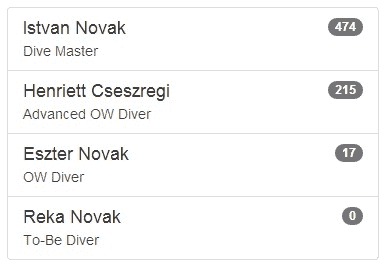 Istvan Novak 474
Dive Master
Henriett Cseszregi 215
Advanced OW Diver
Eszter Novak 17
OW Diver
Reka Novak 0
To-Be Diver